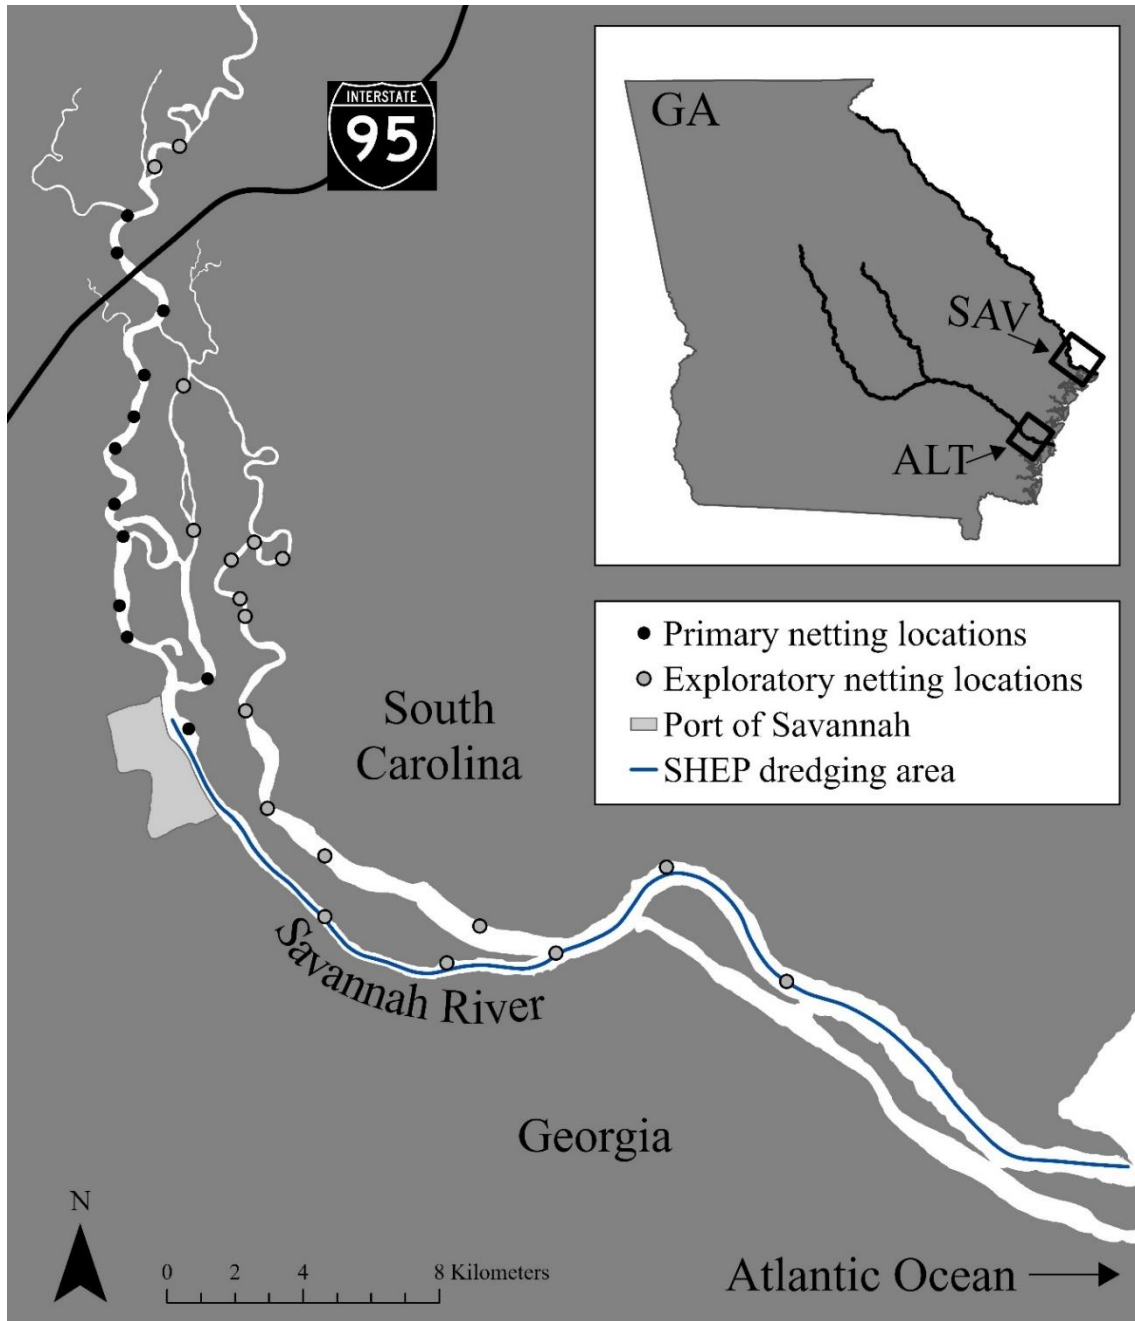 INTERSTATE
95
GA
SAV
ALT
Primary netting locations
Exploratory netting locations
Port of Savannah
SHEP dredging area
South
Carolina
Savannah River
Georgia
N
0 2 4 8 Kilometers
Atlantic Ocean